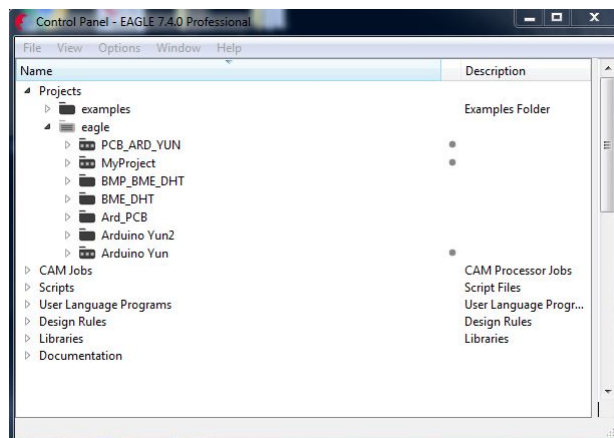 Control Panel - EAGLE 7.4.0 Professional
File View Options Window Help
Name Description
Projects
examples Examples Folder
eagle
PCB_ARD_YUN
MyProject
BMP_BME_DHT
BME_DHT
Ard_PCB
Arduino Yun2
Arduino Yun
CAM Jobs CAM Processor Jobs
Scripts Script Files
User Language Programs User Language Progr...
Design Rules Design Rules
Libraries Libraries
Documentation